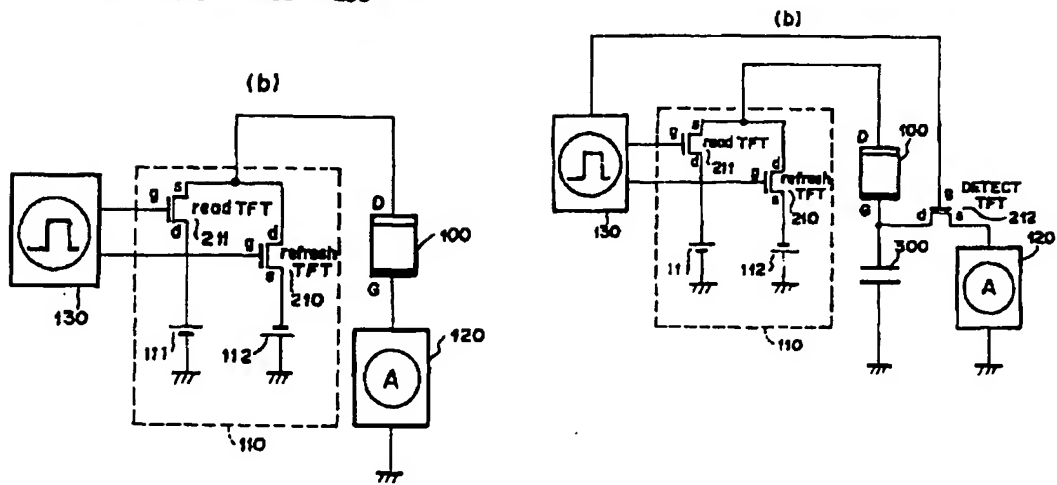 (b)
s
g
read TFT
d
211
d
g
refresh TFT
s
210
130
111
112
110
D
100
G
120
A
(b)
s
g
read TFT
d
211
d
g
refresh TFT
s
210
130
11
112
110
D
100
G
g
DETECT TFT
d
s
212
300
120
A